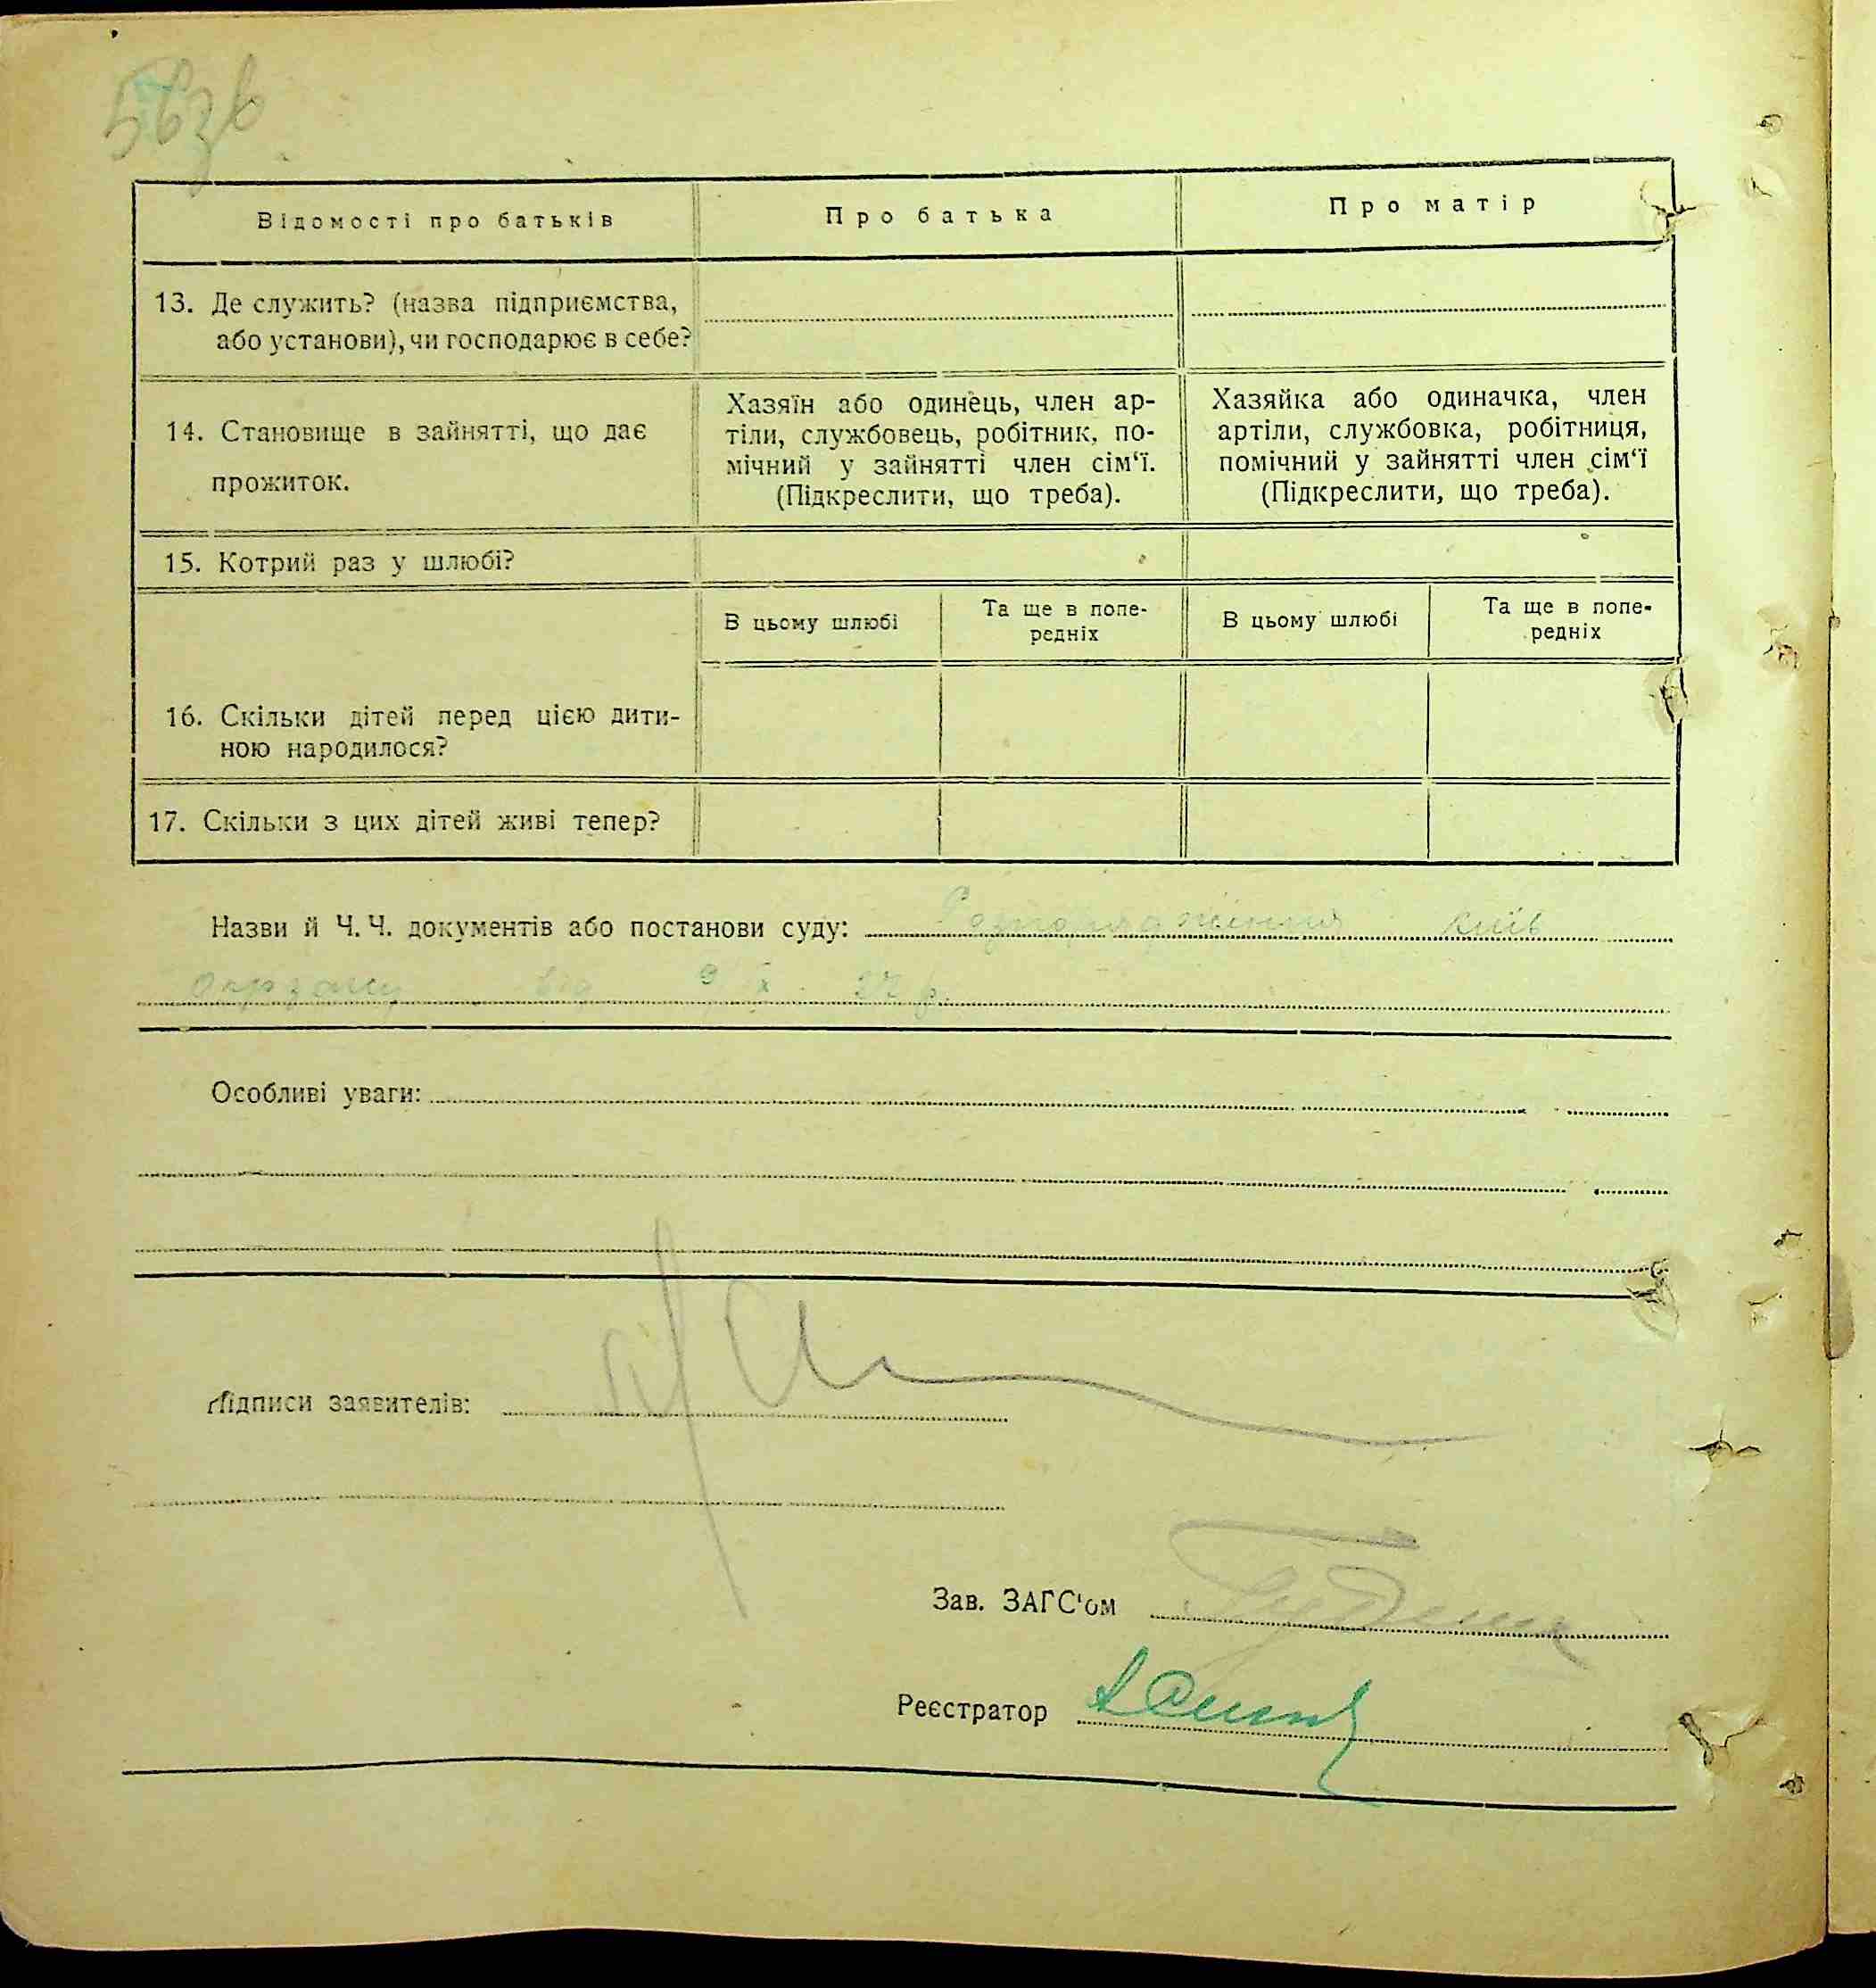 Відомості про батьків
Про батька
Про матір
13. Де служить? (назва підприємства,
або установи), чи господарює в себе?
14. Становище в зайнятті, що дає
прожиток.
Хазяїн або одинець, член ар-
тіли, службовець, робітник, по-
мічний у зайнятті член сім‘ї.
(Підкреслити, що треба).
Хазяйка або одиначка, член
артіли, службовка, робітниця,
помічний у зайнятті член сім‘ї
(Підкреслити, що треба).
15. Котрий раз у шлюбі?
В цьому шлюбі
Та ще в попе-
редніх
В цьому шлюбі
Та ще в попе-
редніх
16. Скільки дітей перед цією дити-
ною народилося?
17. Скільки з цих дітей живі тепер?
Назви й Ч. Ч. документів або постанови суду: Розпорядження Київ
від 9 X 27 р.
Особливі уваги:
Підписи заявителів:
Зав. ЗАГС'ом
Реєстратор